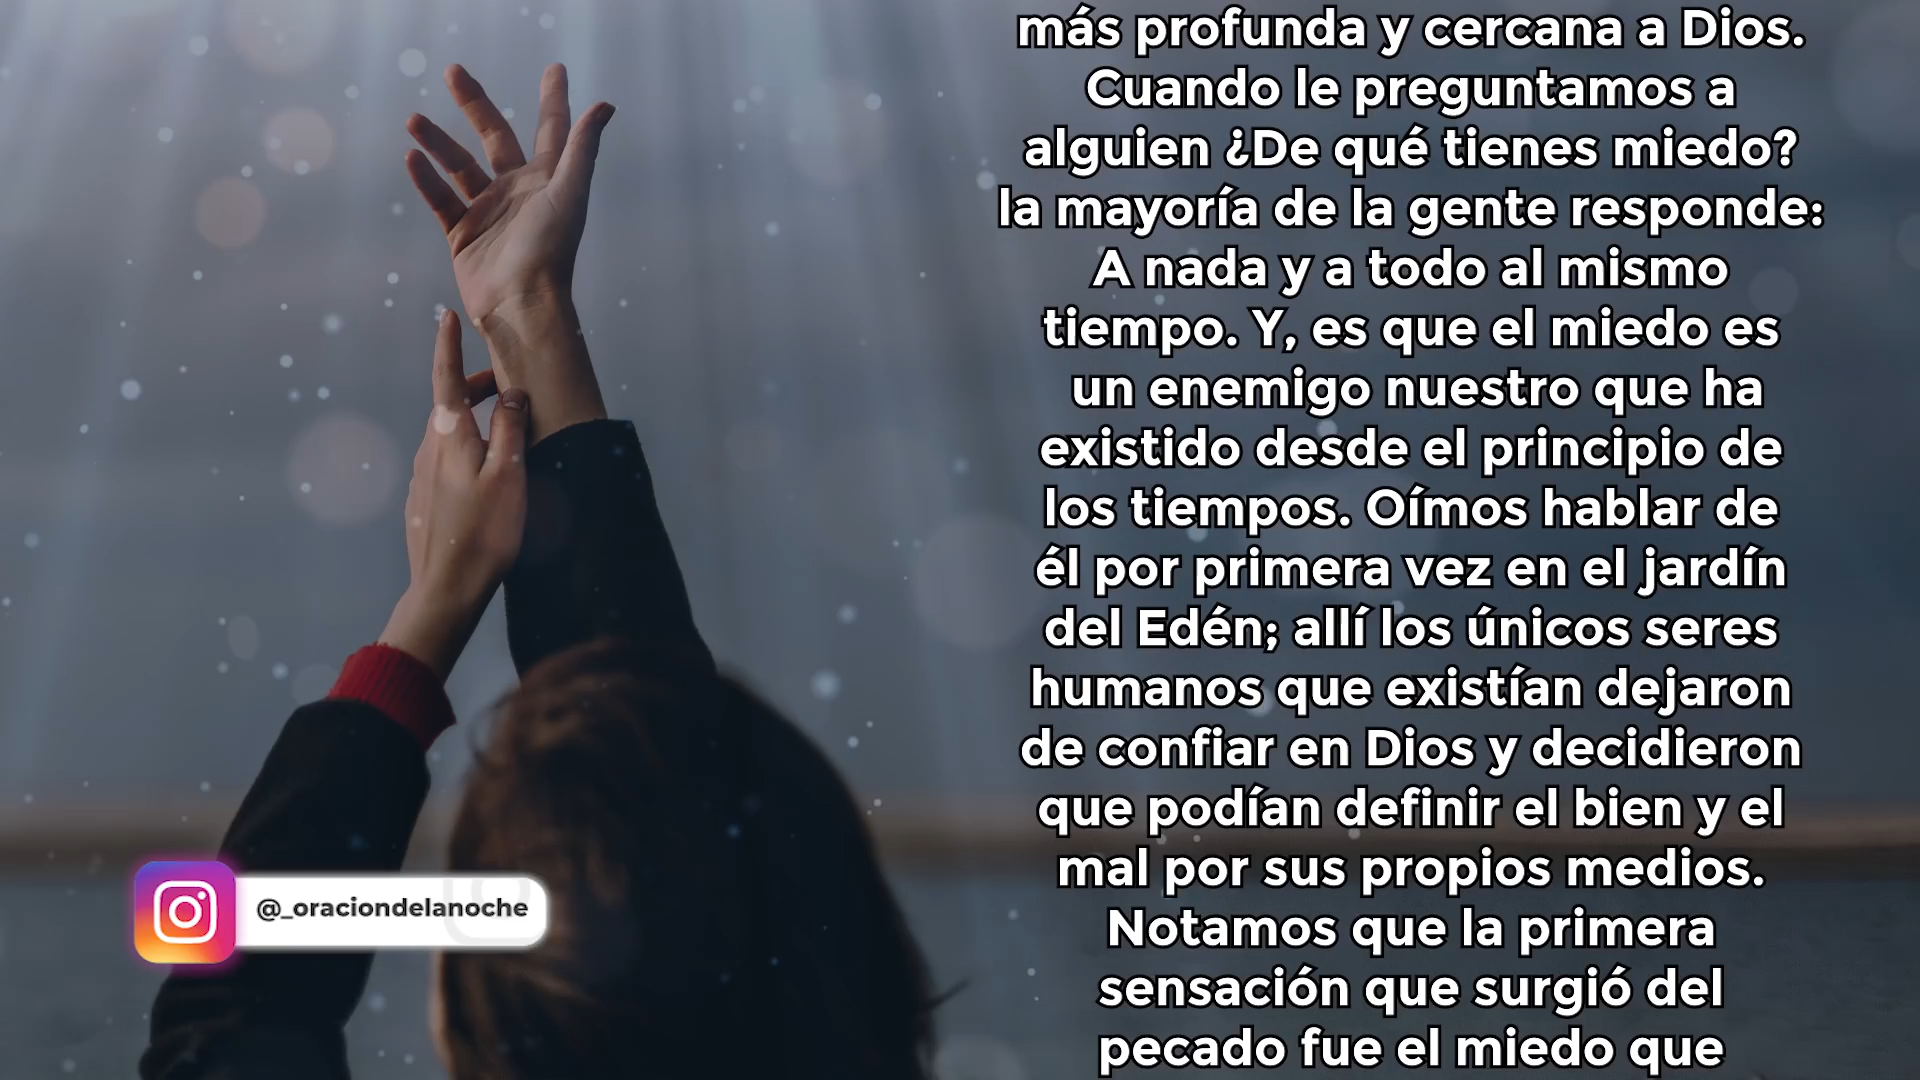 más profunda y cercana a Dios.
Cuando le preguntamos a
alguien ¿De qué tienes miedo?
la mayoría de la gente responde:
A nada y a todo al mismo
tiempo. Y, es que el miedo es
un enemigo nuestro que ha
existido desde el principio de
los tiempos. Oímos hablar de
él por primera vez en el jardín
del Edén; allí los únicos seres
humanos que existían dejaron
de confiar en Dios y decidieron
que podían definir el bien y el
mal por sus propios medios.
Notamos que la primera
sensación que surgió del
pecado fue el miedo que
@_oraciondelanoche